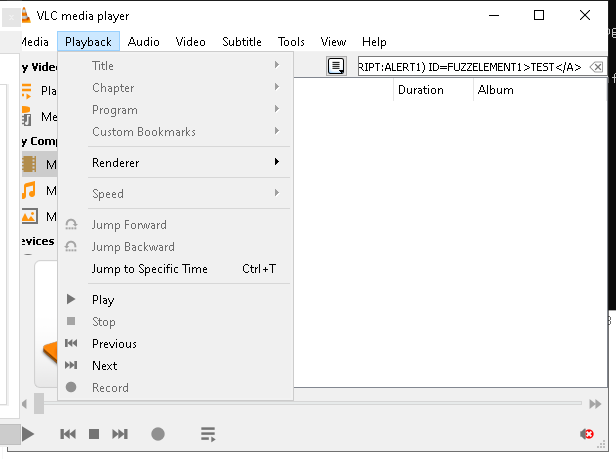 VLC media player
Media Playback Audio Video Subtitle Tools View Help
y Vide
RIPT:ALERT1) ID=FUZZELEMENT1>TEST</A>
Pla
Me
y Comp
M
M
M
evices
Duration Album
Title
Chapter
Program
Custom Bookmarks
Renderer
Speed
Jump Forward
Jump Backward
Jump to Specific Time Ctrl+T
Play
Stop
Previous
Next
Record